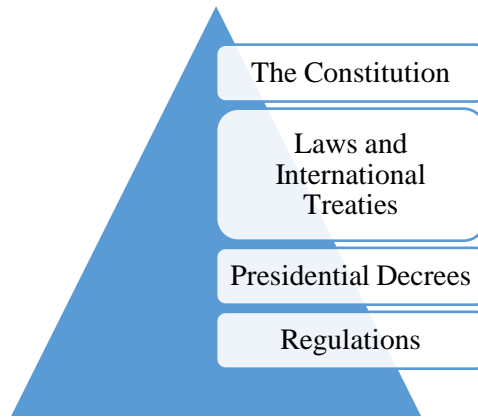 The Constitution
Laws and
International
Treaties
Presidential Decrees
Regulations